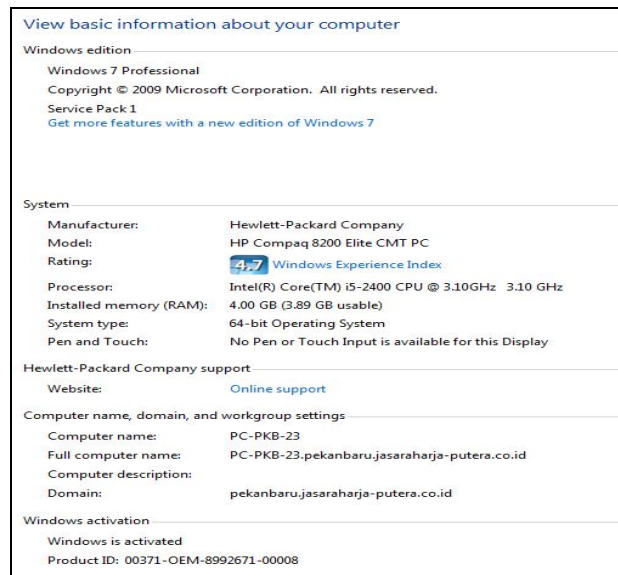 View basic information about your computer
Windows edition
Windows 7 Professional
Copyright © 2009 Microsoft Corporation. All rights reserved.
Service Pack 1
Get more features with a new edition of Windows 7
System
Manufacturer: Hewlett-Packard Company
Model: HP Compaq 8200 Elite CMT PC
Rating: 4.7 Windows Experience Index
Processor: Intel(R) Core(TM) i5-2400 CPU @ 3.10GHz 3.10 GHz
Installed memory (RAM): 4.00 GB (3.89 GB usable)
System type: 64-bit Operating System
Pen and Touch: No Pen or Touch Input is available for this Display
Hewlett-Packard Company support
Website: Online support
Computer name, domain, and workgroup settings
Computer name: PC-PKB-23
Full computer name: PC-PKB-23.pekanbaru.jasaraharja-putera.co.id
Computer description:
Domain: pekanbaru.jasaraharja-putera.co.id
Windows activation
Windows is activated
Product ID: 00371-OEM-8992671-00008